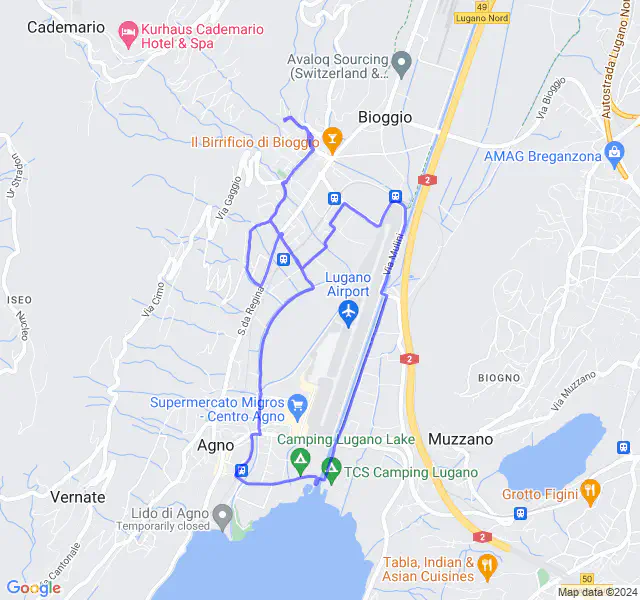 49
Lugano Nord
Cademario
Kurhaus Cademario
Hotel & Spa
Autostrada Lugano Nord
Avaloq Sourcing
(Switzerland &...
Via Bioggio
Bioggio
Il Birrificio di Bioggio
AMAG Breganzona
Ur Stradon
2
Via Gaggio
Via Mulini
Lugano
Airport
ISEO
Nucleo
Via Cimo
S da Regina
2
BIOGNO
Via Muzzano
Supermercato Migros
- Centro Agno
Agno
Camping Lugano Lake
Muzzano
TCS Camping Lugano
Vernate
Grotto Figini
Lido di Agno
Temporarily closed
2
Via Cantonale
Tabla, Indian &
Asian Cuisines
50
Google
Map data ©2024